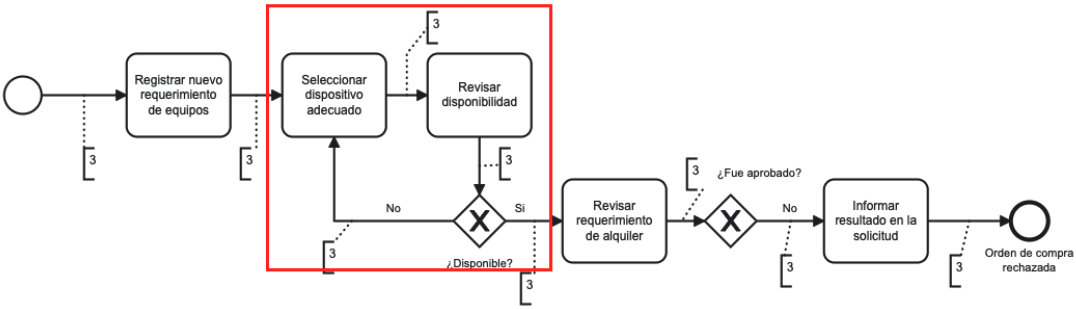 3
Registrar nuevo
requerimiento
de equipos
3
Seleccionar
dispositivo
adecuado
3
Revisar
disponibilidad
3
No
3
Si
¿Disponible?
3
Revisar
requerimiento
de alquiler
3
¿Fue aprobado?
No
3
Informar
resultado en la
solicitud
3
Orden de compra
rechazada